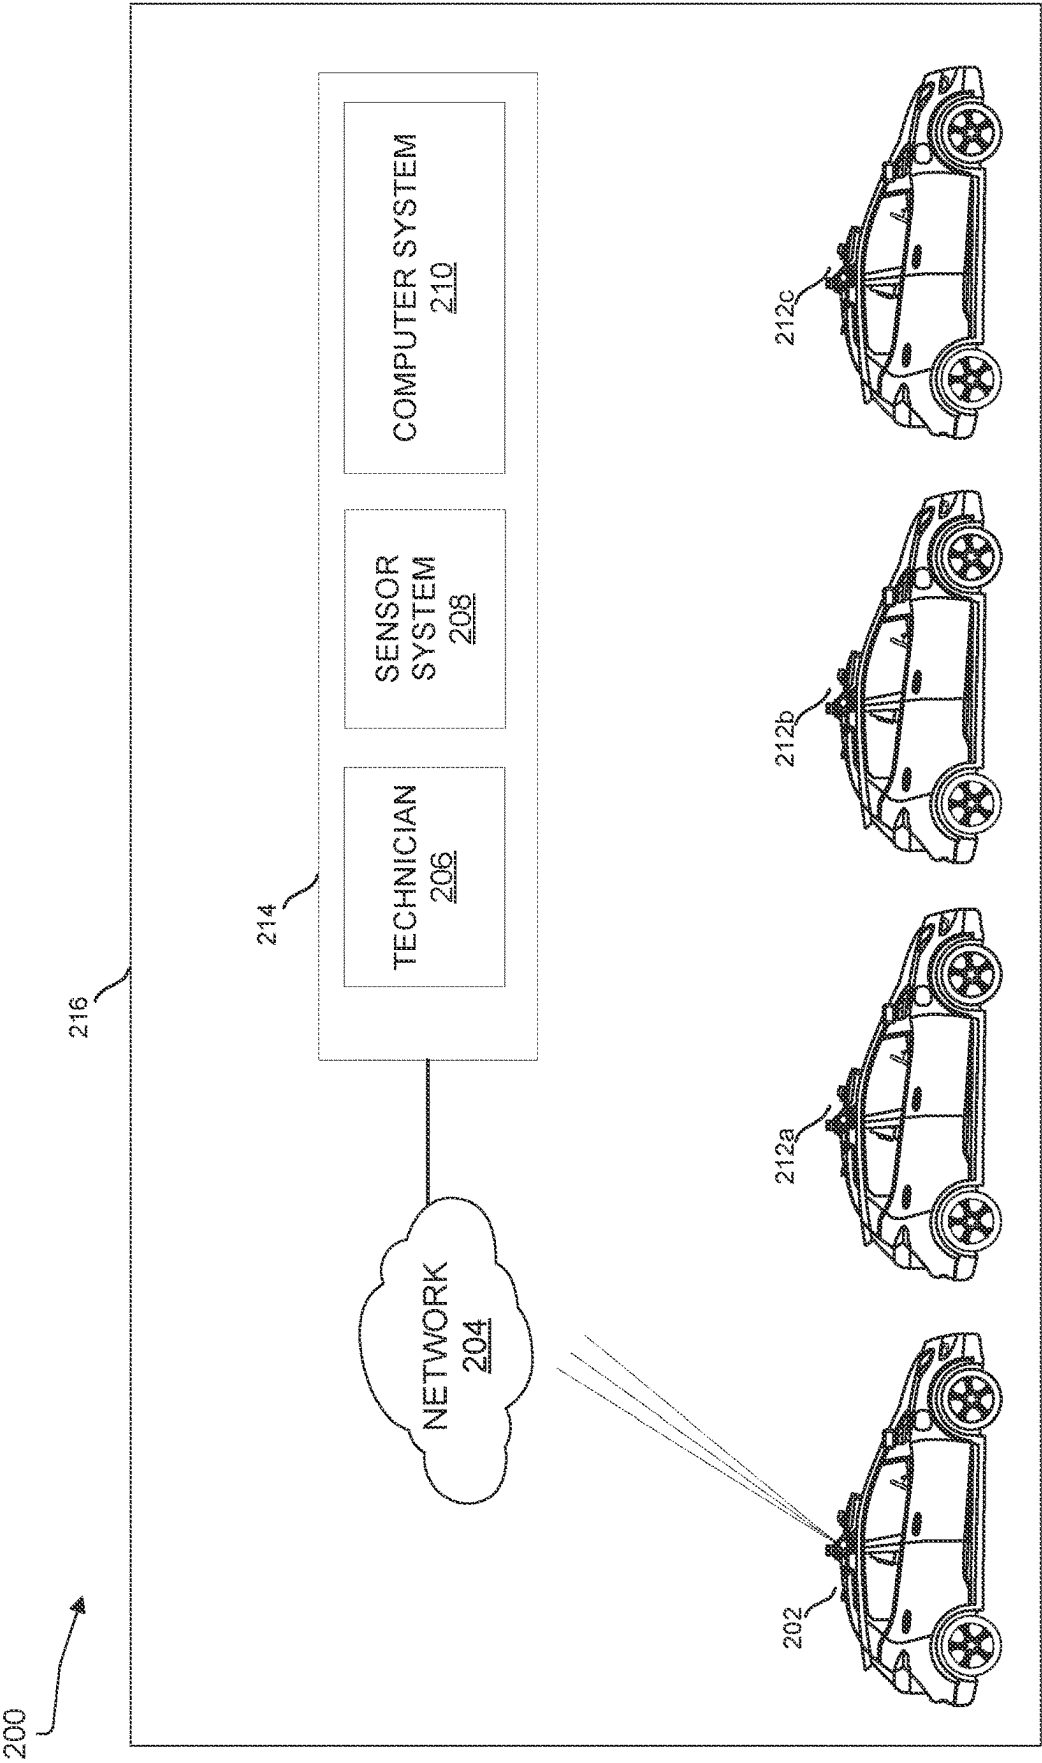 200
216
214
NETWORK
204
TECHNICIAN
206
SENSOR
SYSTEM
208
COMPUTER SYSTEM
210
202
212a
212b
212c